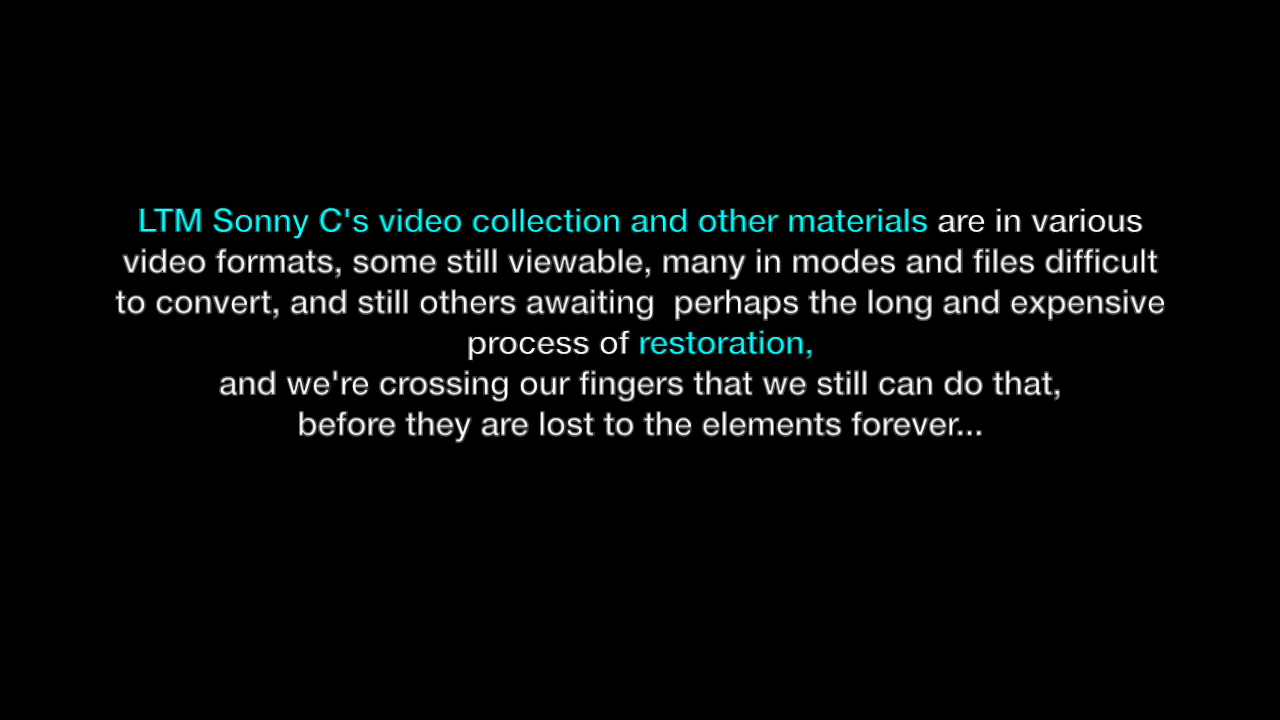 LTM Sonny C's video collection and other materials are in various
video formats, some still viewable, many in modes and files difficult
to convert, and still others awaiting  perhaps the long and expensive
process of restoration,
and we're crossing our fingers that we still can do that,
before they are lost to the elements forever...